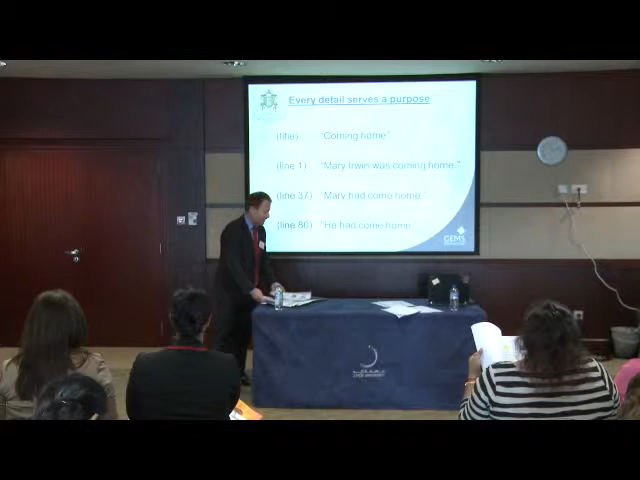 Every detail serves a purpose
(title) "Coming home"
(line 1) "Mary Irwin was coming home."
(line 37) "Mary had come home."
(line 80) "He had come home.
CEMS